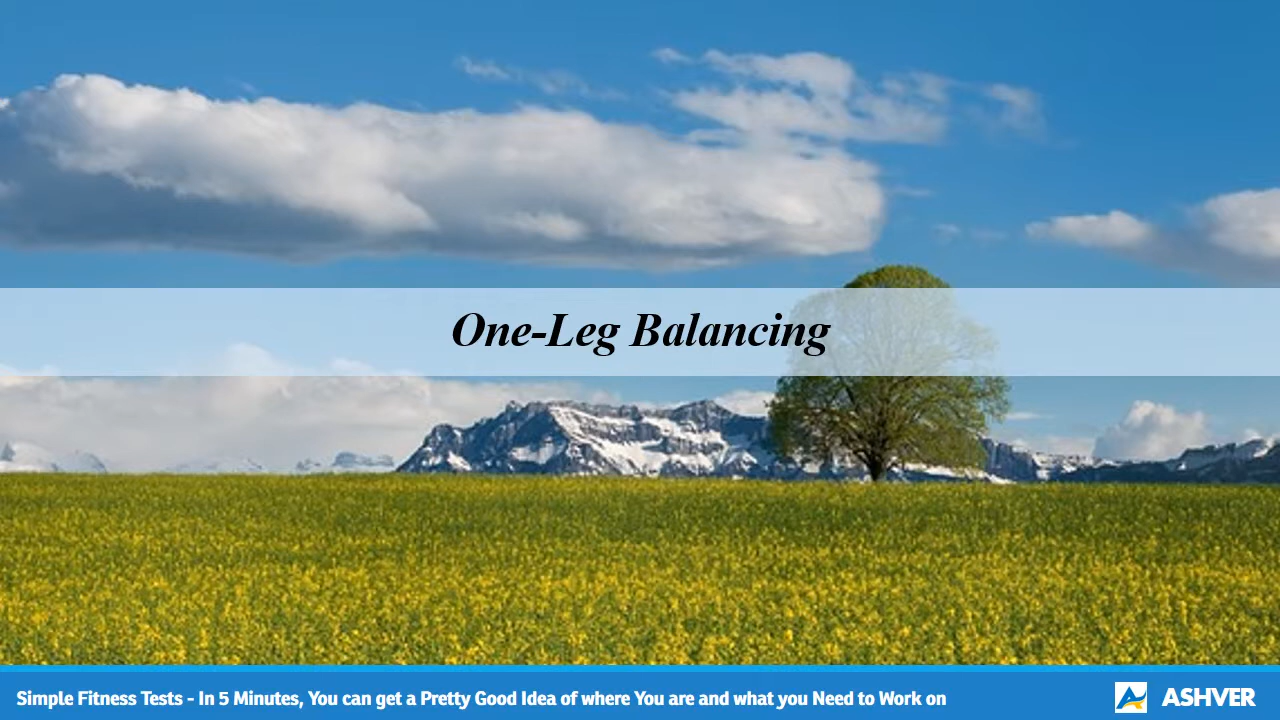 One-Leg Balancing
Simple Fitness Tests - In 5 Minutes, You can get a Pretty Good Idea of where You are and what you Need to Work on
ASHVER